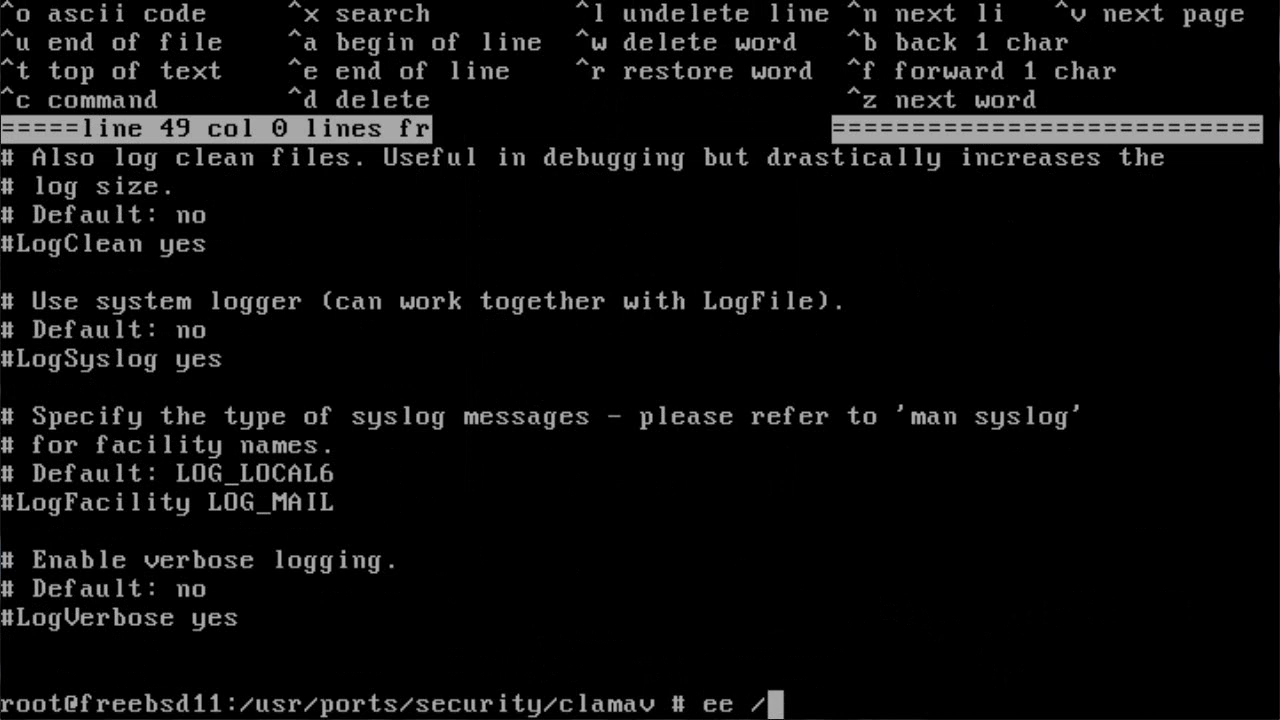 ^o ascii code ^x search ^l undelete line ^n next li ^v next page
^u end of file ^a begin of line ^w delete word ^b back 1 char
^t top of text ^e end of line ^r restore word ^f forward 1 char
^c command ^d delete ^z next word
=====line 49 col 0 lines fr ===========================
# Also log clean files. Useful in debugging but drastically increases the
# log size.
# Default: no
#LogClean yes
# Use system logger (can work together with LogFile).
# Default: no
#LogSyslog yes
# Specify the type of syslog messages - please refer to 'man syslog'
# for facility names.
# Default: LOG_LOCAL6
#LogFacility LOG_MAIL
# Enable verbose logging.
# Default: no
#LogVerbose yes
root@freebsd11:/usr/ports/security/clamav # ee /